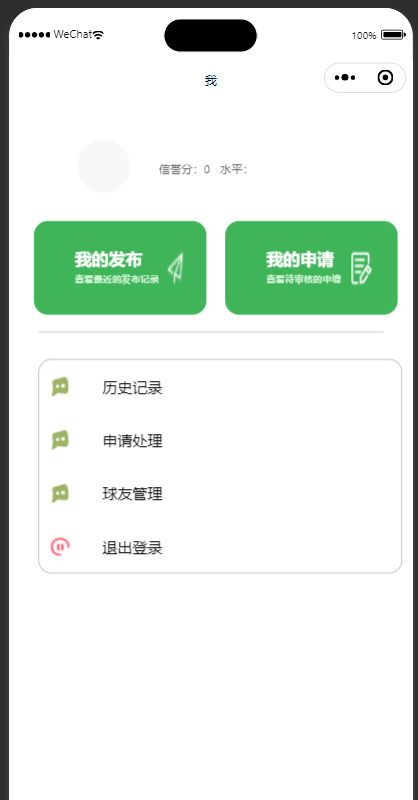 WeChat
100%
我
信誉分：0 水平：
我的发布
查看最近的发布记录
我的申请
查看待审核的申请
历史记录
申请处理
球友管理
退出登录